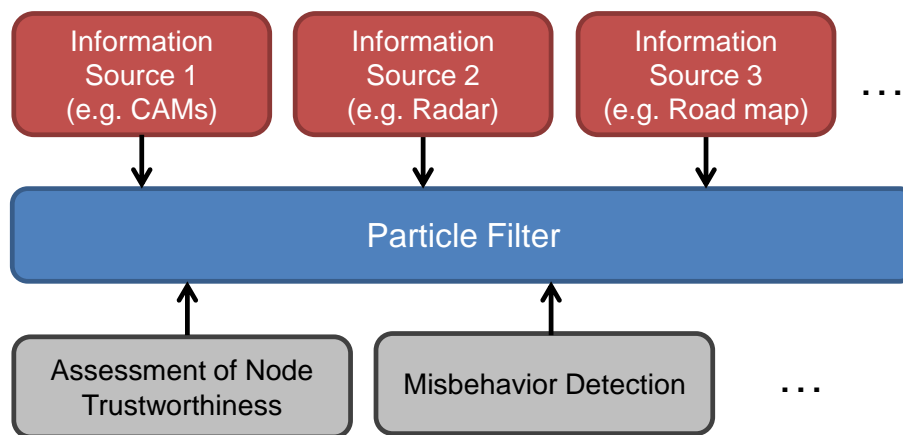 Information
Source 1
(e.g. CAMs)
Information
Source 2
(e.g. Radar)
Information
Source 3
(e.g. Road map)
...
Particle Filter
Assessment of Node
Trustworthiness
Misbehavior Detection
...